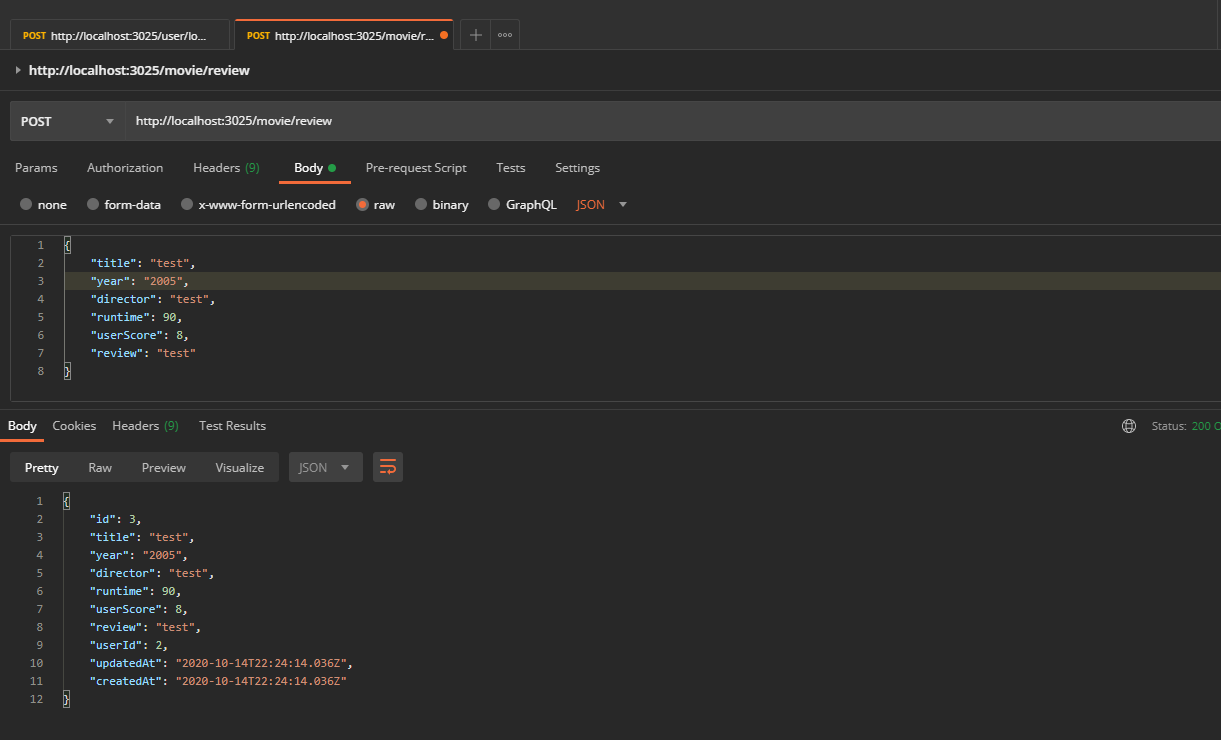 POST http://localhost:3025/user/lo... POST http://localhost:3025/movie/r...
http://localhost:3025/movie/review
POST http://localhost:3025/movie/review
Params Authorization Headers (9) Body Pre-request Script Tests Settings
none form-data x-www-form-urlencoded raw binary GraphQL JSON
1 {
2 "title": "test",
3 "year": "2005",
4 "director": "test",
5 "runtime": 90,
6 "userScore": 8,
7 "review": "test"
8 }
Body Cookies Headers (9) Test Results Status: 200 O
Pretty Raw Preview Visualize JSON
1 {
2 "id": 3,
3 "title": "test",
4 "year": "2005",
5 "director": "test",
6 "runtime": 90,
7 "userScore": 8,
8 "review": "test",
9 "userId": 2,
10 "updatedAt": "2020-10-14T22:24:14.036Z",
11 "createdAt": "2020-10-14T22:24:14.036Z"
12 }